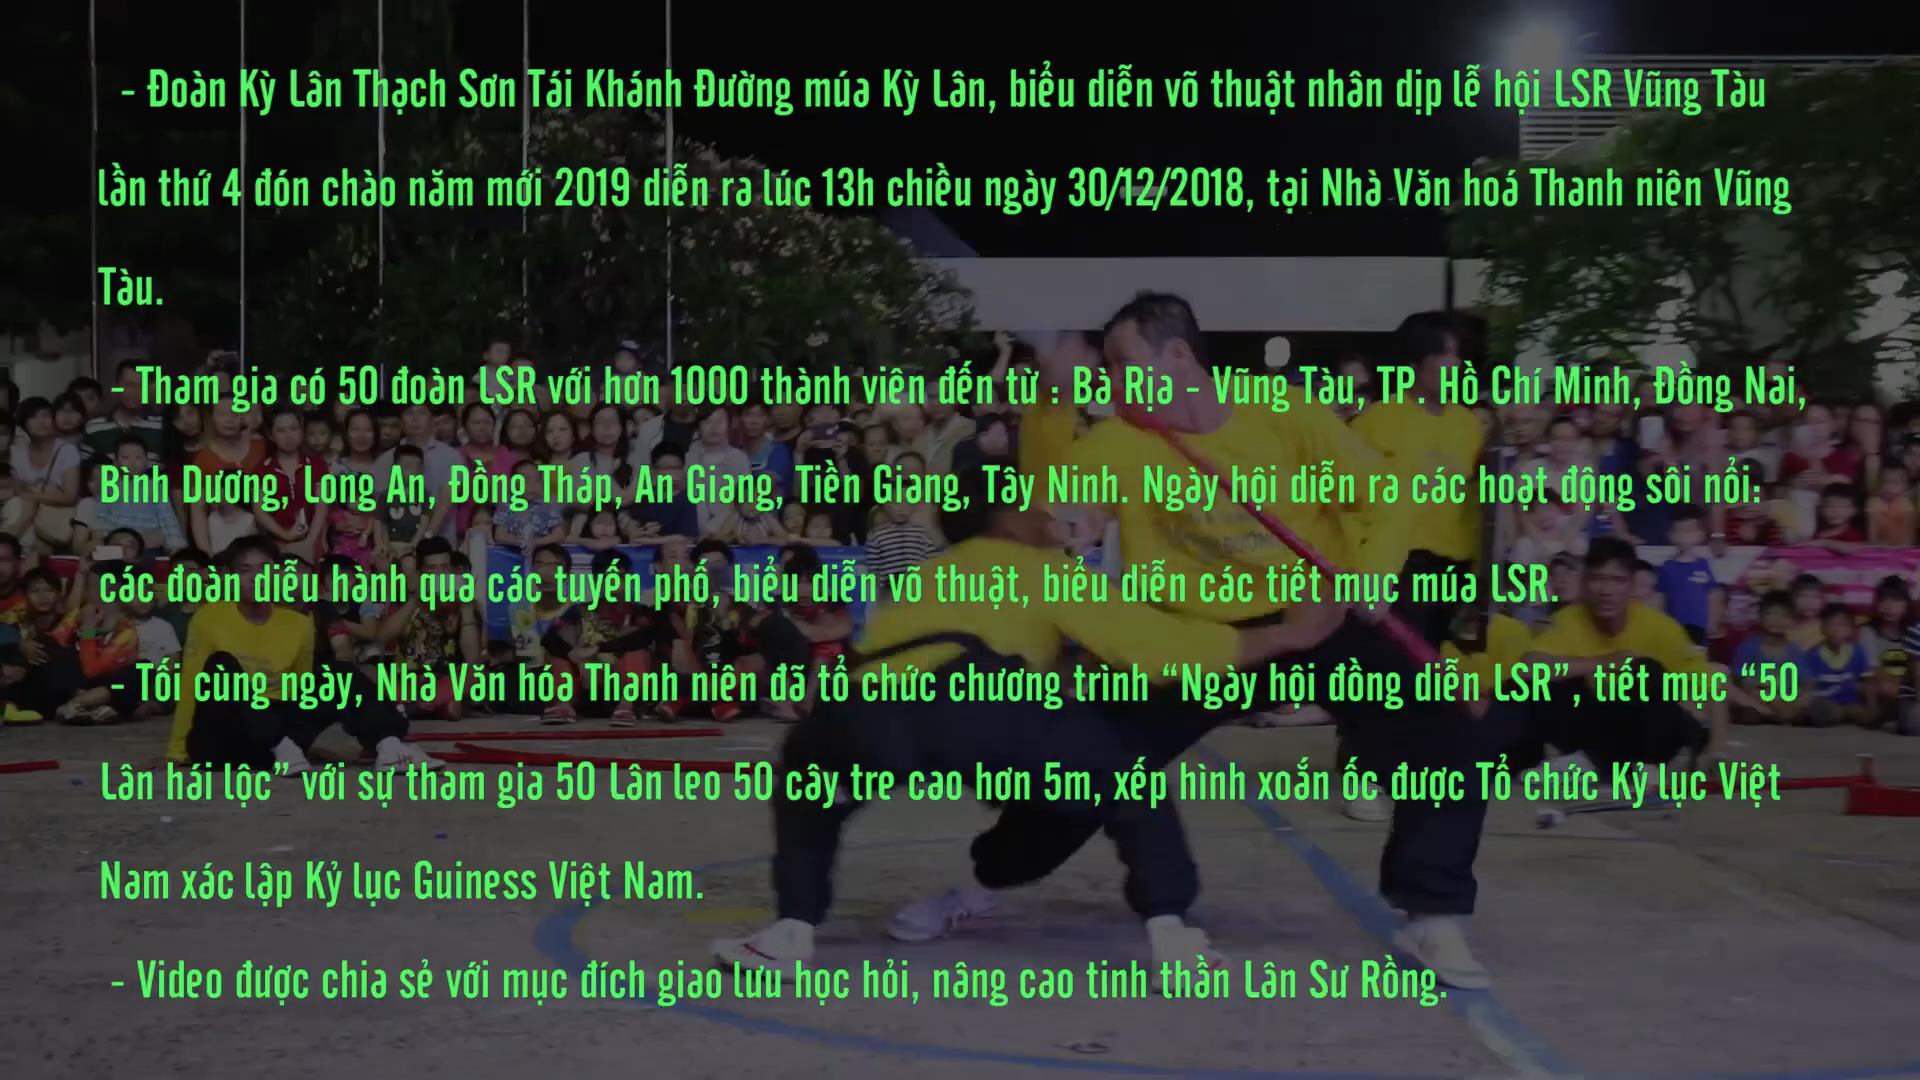 - Đoàn Kỳ Lân Thạch Sơn Tái Khánh Đường múa Kỳ Lân, biểu diễn võ thuật nhân dịp lễ hội LSR Vũng Tàu
lần thứ 4 đón chào năm mới 2019 diễn ra lúc 13h chiều ngày 30/12/2018, tại Nhà Văn hoá Thanh niên Vũng
Tàu.
- Tham gia có 50 đoàn LSR với hơn 1000 thành viên đến từ : Bà Rịa - Vũng Tàu, TP. Hồ Chí Minh, Đồng Nai,
Bình Dương, Long An, Đồng Tháp, An Giang, Tiền Giang, Tây Ninh. Ngày hội diễn ra các hoạt động sôi nổi:
các đoàn diễu hành qua các tuyến phố, biểu diễn võ thuật, biểu diễn các tiết mục múa LSR.
- Tối cùng ngày, Nhà Văn hóa Thanh niên đã tổ chức chương trình “Ngày hội đồng diễn LSR”, tiết mục “50
Lân hái lộc” với sự tham gia 50 Lân leo 50 cây tre cao hơn 5m, xếp hình xoắn ốc được Tổ chức Kỷ lục Việt
Nam xác lập Kỷ lục Guiness Việt Nam.
- Video được chia sẻ với mục đích giao lưu học hỏi, nâng cao tinh thần Lân Sư Rồng.